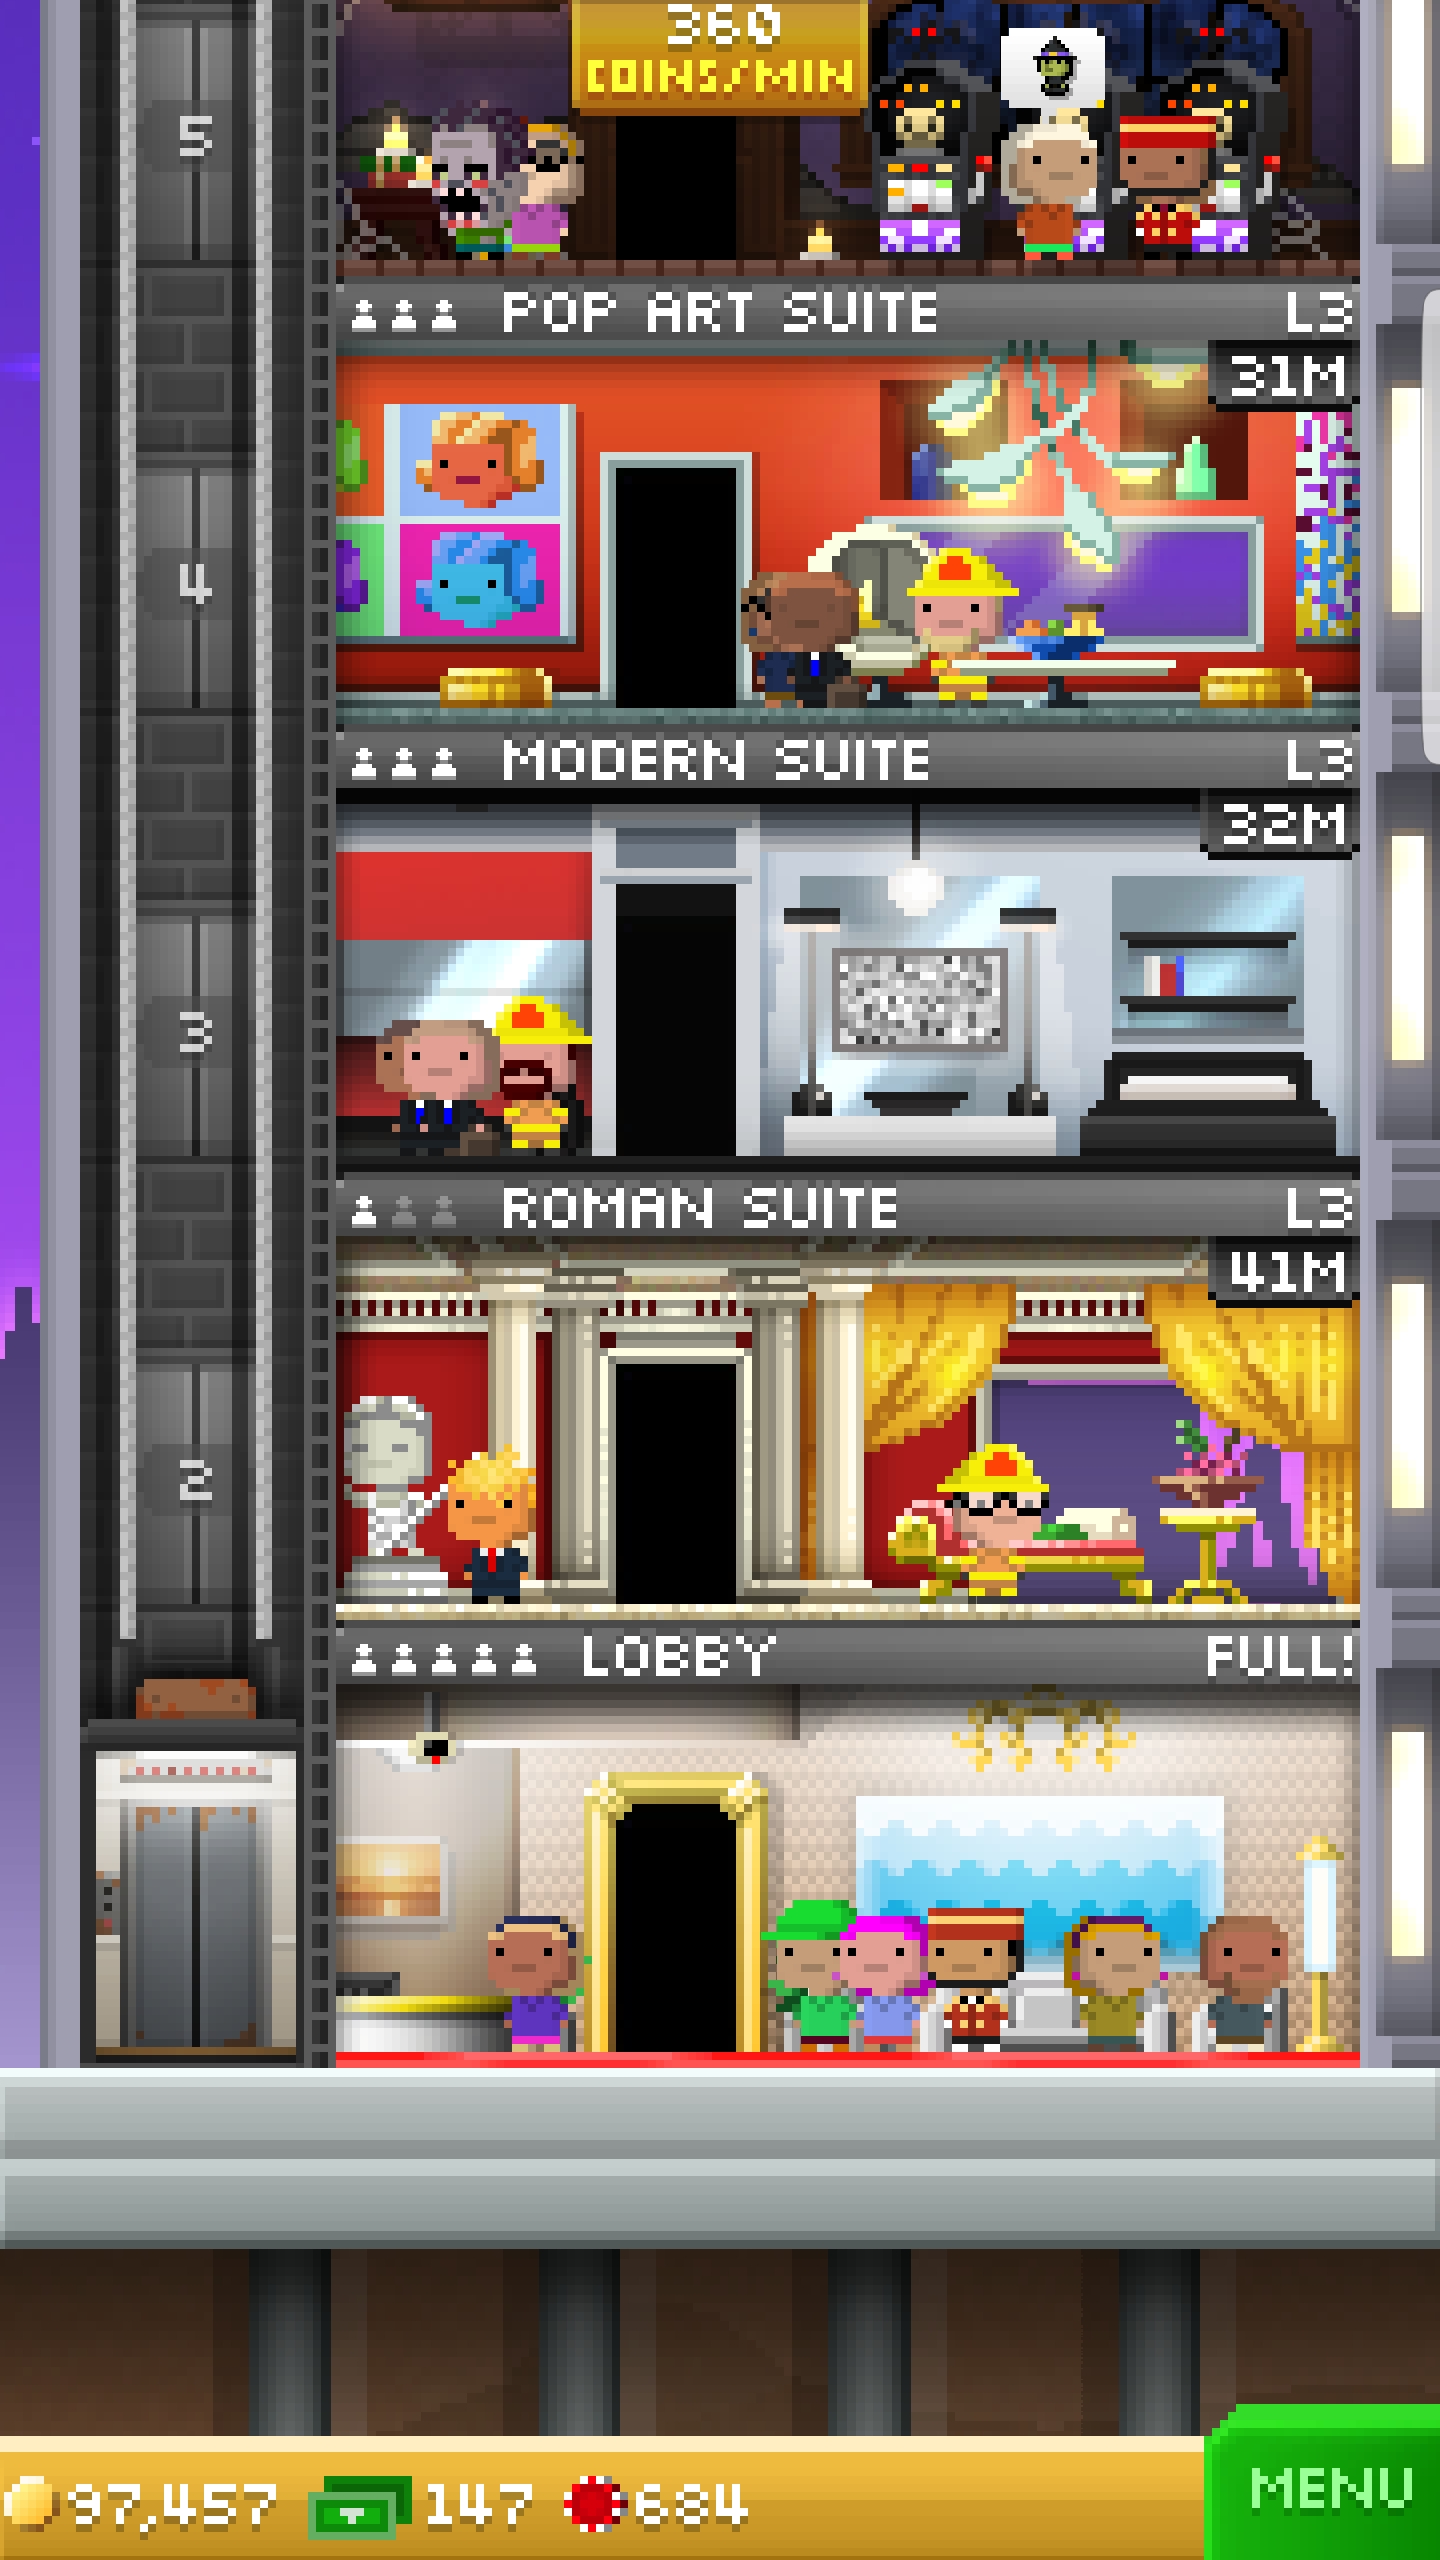 360
COINS/MIN
5
POP ART SUITE L3
31M
4
MODERN SUITE L3
32M
3
ROMAN SUITE L3
41M
2
LOBBY FULL!
97,457 147 684
MENU